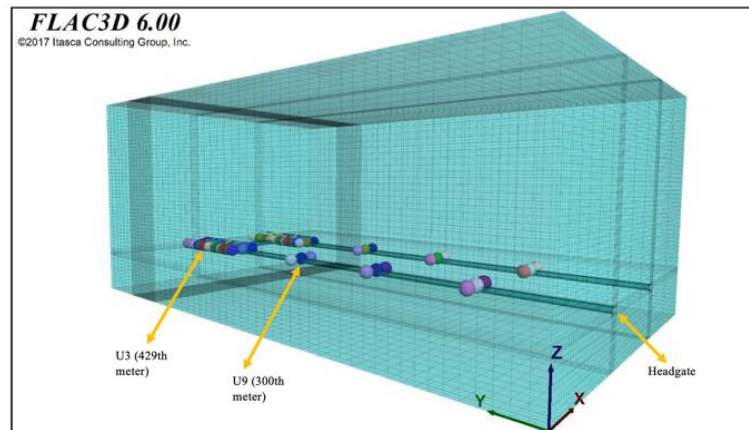 FLAC3D 6.00
©2017 Itasca Consulting Group, Inc.
U3 (429th
meter)
U9 (300th
meter)
Headgate
Z
Y
X